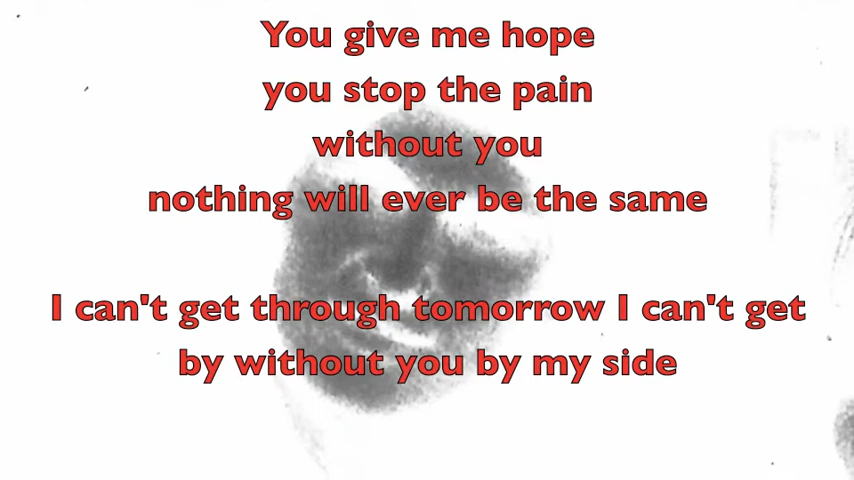 You give me hope
you stop the pain
without you
nothing will ever be the same
I can't get through tomorrow I can't get
by without you by my side